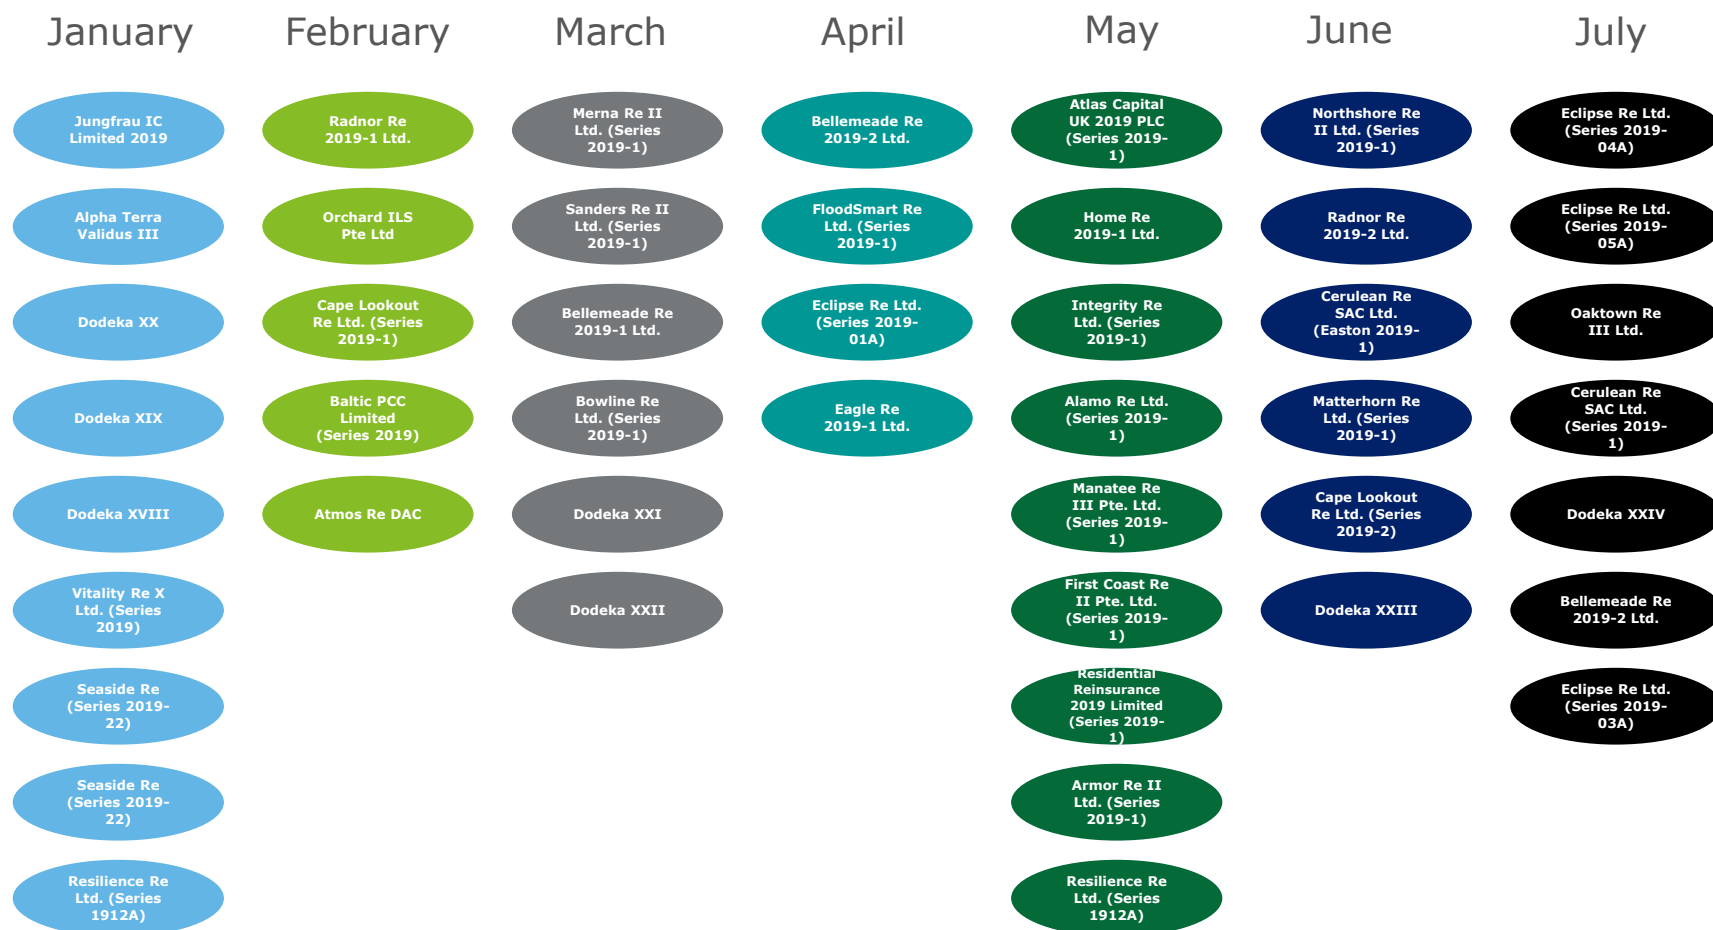 January
February
March
April
May
June
July
Jungfrau IC
Limited 2019
Alpha Terra
Validus III
Dodeka XX
Dodeka XIX
Dodeka XVIII
Vitality Re X
Ltd. (Series
2019)
Seaside Re
(Series 2019-
22)
Seaside Re
(Series 2019-
22)
Resilience Re
Ltd. (Series
1912A)
Radnor Re
2019-1 Ltd.
Orchard ILS
Pte Ltd
Cape Lookout
Re Ltd. (Series
2019-1)
Baltic PCC
Limited
(Series 2019)
Atmos Re DAC
Merna Re II
Ltd. (Series
2019-1)
Sanders Re II
Ltd. (Series
2019-1)
Bellemeade Re
2019-1 Ltd.
Bowline Re
Ltd. (Series
2019-1)
Dodeka XXI
Dodeka XXII
Bellemeade Re
2019-2 Ltd.
FloodSmart Re
Ltd. (Series
2019-1)
Eclipse Re Ltd.
(Series 2019-
01A)
Eagle Re
2019-1 Ltd.
Atlas Capital
UK 2019 PLC
(Series 2019-
1)
Home Re
2019-1 Ltd.
Integrity Re
Ltd. (Series
2019-1)
Alamo Re Ltd.
(Series 2019-
1)
Manatee Re
III Pte. Ltd.
(Series 2019-
1)
First Coast Re
II Pte. Ltd.
(Series 2019-
1)
Residential
Reinsurance
2019 Limited
(Series 2019-
1)
Armor Re II
Ltd. (Series
2019-1)
Resilience Re
Ltd. (Series
1912A)
Northshore Re
II Ltd. (Series
2019-1)
Radnor Re
2019-2 Ltd.
Cerulean Re
SAC Ltd.
(Easton 2019-
1)
Matterhorn Re
Ltd. (Series
2019-1)
Cape Lookout
Re Ltd. (Series
2019-2)
Dodeka XXIII
Eclipse Re Ltd.
(Series 2019-
04A)
Eclipse Re Ltd.
(Series 2019-
05A)
Oaktown Re
III Ltd.
Cerulean Re
SAC Ltd.
(Series 2019-
1)
Dodeka XXIV
Bellemeade Re
2019-2 Ltd.
Eclipse Re Ltd.
(Series 2019-
03A)